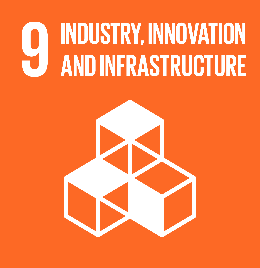 9 INDUSTRY, INNOVATION
AND INFRASTRUCTURE